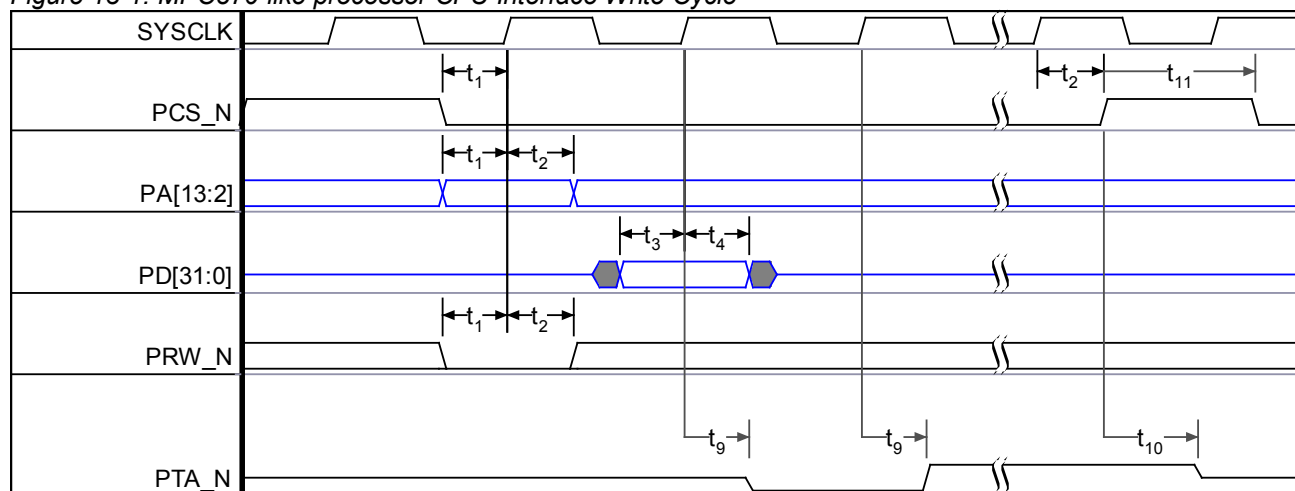 Figure 13-1. MPC870-like processor CPU Interface Write Cycle
SYSCLK
t1 t2 t11
PCS_N
t1 t2
PA[13:2]
t3 t4
PD[31:0]
t1 t2
PRW_N
t9 t9 t10
PTA_N